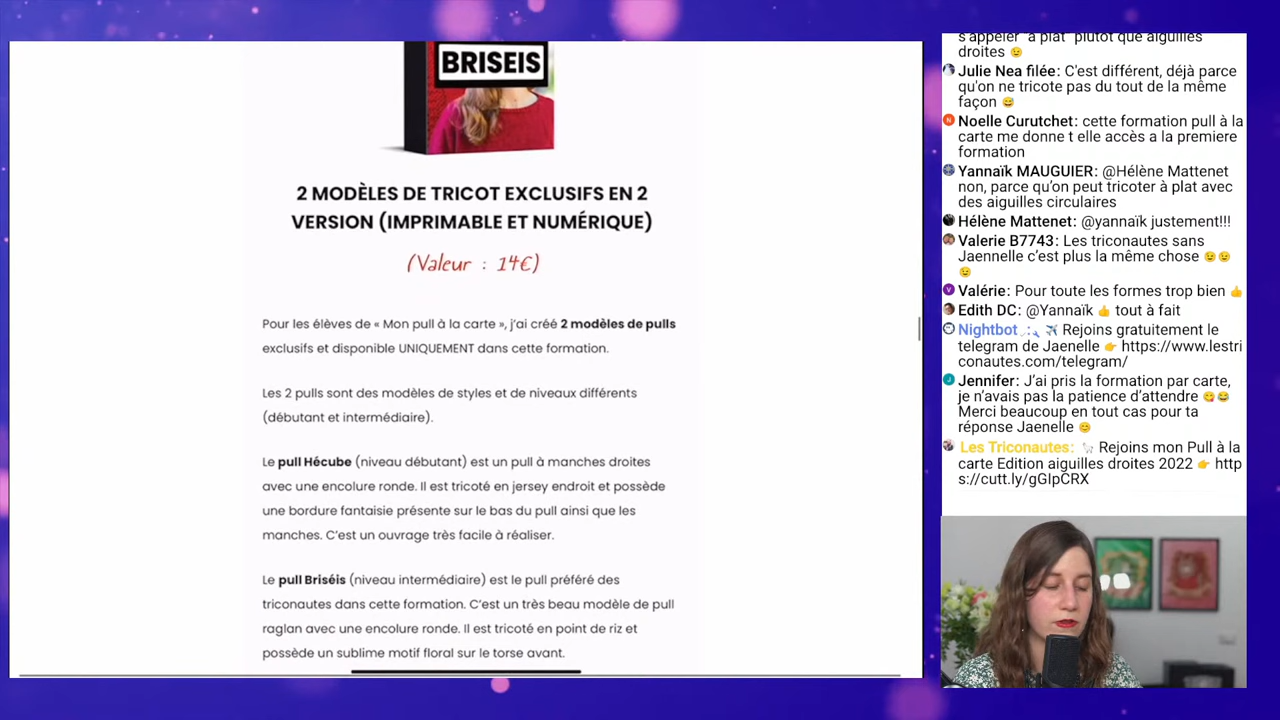 BRISEIS
2 MODÈLES DE TRICOT EXCLUSIFS EN 2
VERSION (IMPRIMABLE ET NUMÉRIQUE)
(Valeur : 14€)
Pour les élèves de « Mon pull à la carte », j'ai créé 2 modèles de pulls
exclusifs et disponible UNIQUEMENT dans cette formation.
Les 2 pulls sont des modèles de styles et de niveaux différents
(débutant et intermédiaire).
Le pull Hécube (niveau débutant) est un pull à manches droites
avec une encolure ronde. Il est tricoté en jersey endroit et possède
une bordure fantaisie présente sur le bas du pull ainsi que les
manches. C'est un ouvrage très facile à réaliser.
Le pull Briséis (niveau intermédiaire) est le pull préféré des
triconautes dans cette formation. C'est un très beau modèle de pull
raglan avec une encolure ronde. Il est tricoté en point de riz et
possède un sublime motif floral sur le torse avant.
s'appeler "à plat" plutôt que aiguilles
droites 😉
Julie Nea filée: C'est différent, déjà parce
qu'on ne tricote pas du tout de la même
façon 😅
N Noelle Curutchet: cette formation pull à la
carte me donne t elle accès a la premiere
formation
Yannaïk MAUGUIER: @Hélène Mattenet
non, parce qu'on peut tricoter à plat avec
des aiguilles circulaires
Hélène Mattenet: @yannaïk justement!!!
Valerie B7743: Les triconautes sans
Jaennelle c'est plus la même chose 😉😉
😉
V Valérie: Pour toute les formes trop bien 👍
Edith DC: @Yannaïk 👍 tout à fait
Nightbot : ✈️ Rejoins gratuitement le
telegram de Jaenelle 👉 https://www.lestri
conautes.com/telegram/
J Jennifer: J'ai pris la formation par carte,
je n'avais pas la patience d'attendre 😋😂
Merci beaucoup en tout cas pour ta
réponse Jaenelle 😊
Les Triconautes: 🦙 Rejoins mon Pull à la
carte Edition aiguilles droites 2022 👉 http
s://cutt.ly/gGIpCRX